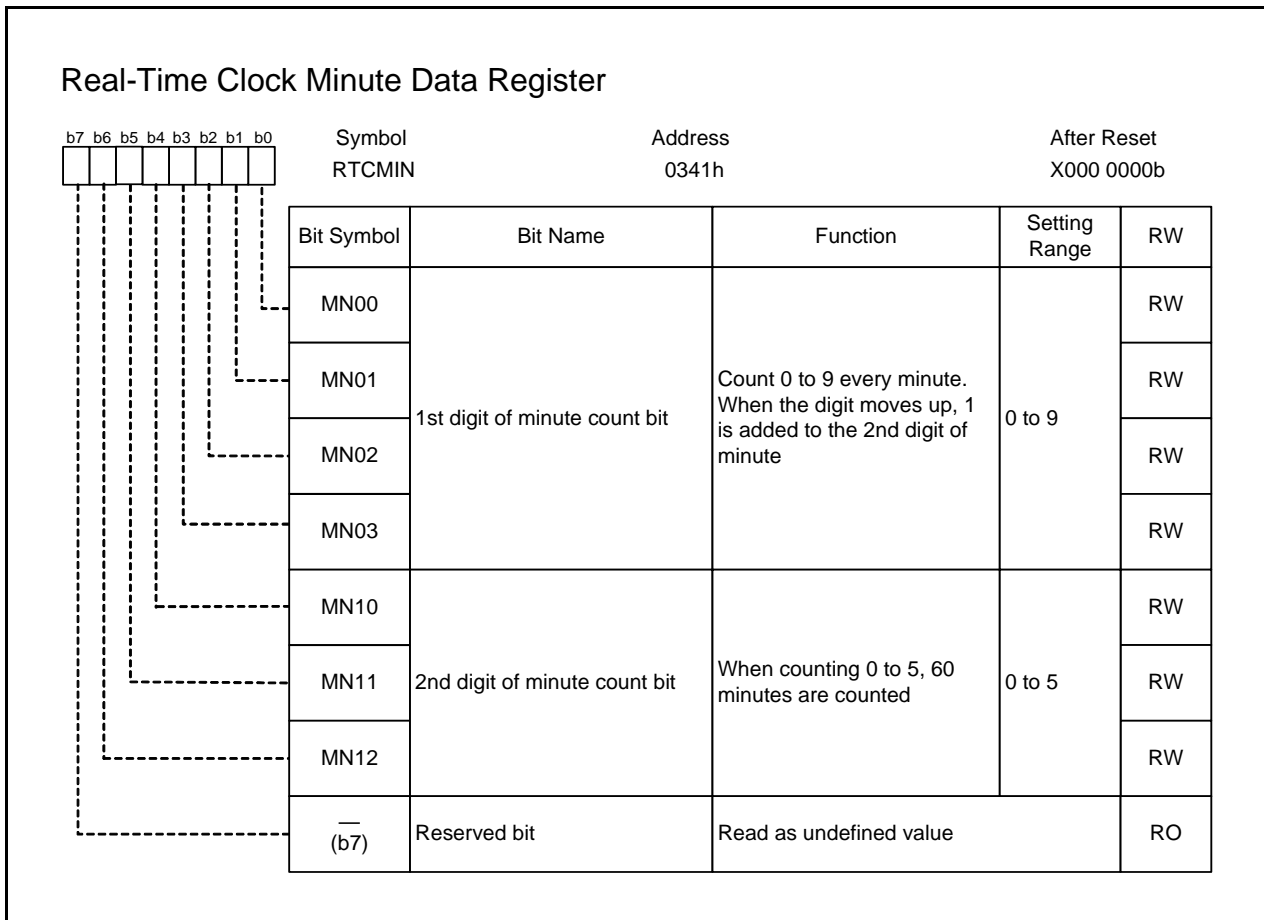 Real-Time Clock Minute Data Register
b7 b6 b5 b4 b3 b2 b1 b0
Symbol Address After Reset
RTCMIN 0341h X000 0000b
Bit Symbol Bit Name Function Setting Range RW
MN00 RW
MN01 RW
MN02 RW
MN03 RW
1st digit of minute count bit
Count 0 to 9 every minute.
When the digit moves up, 1
is added to the 2nd digit of
minute
0 to 9
MN10 RW
MN11 RW
MN12 RW
2nd digit of minute count bit
When counting 0 to 5, 60
minutes are counted
0 to 5
—
(b7) Reserved bit Read as undefined value RO